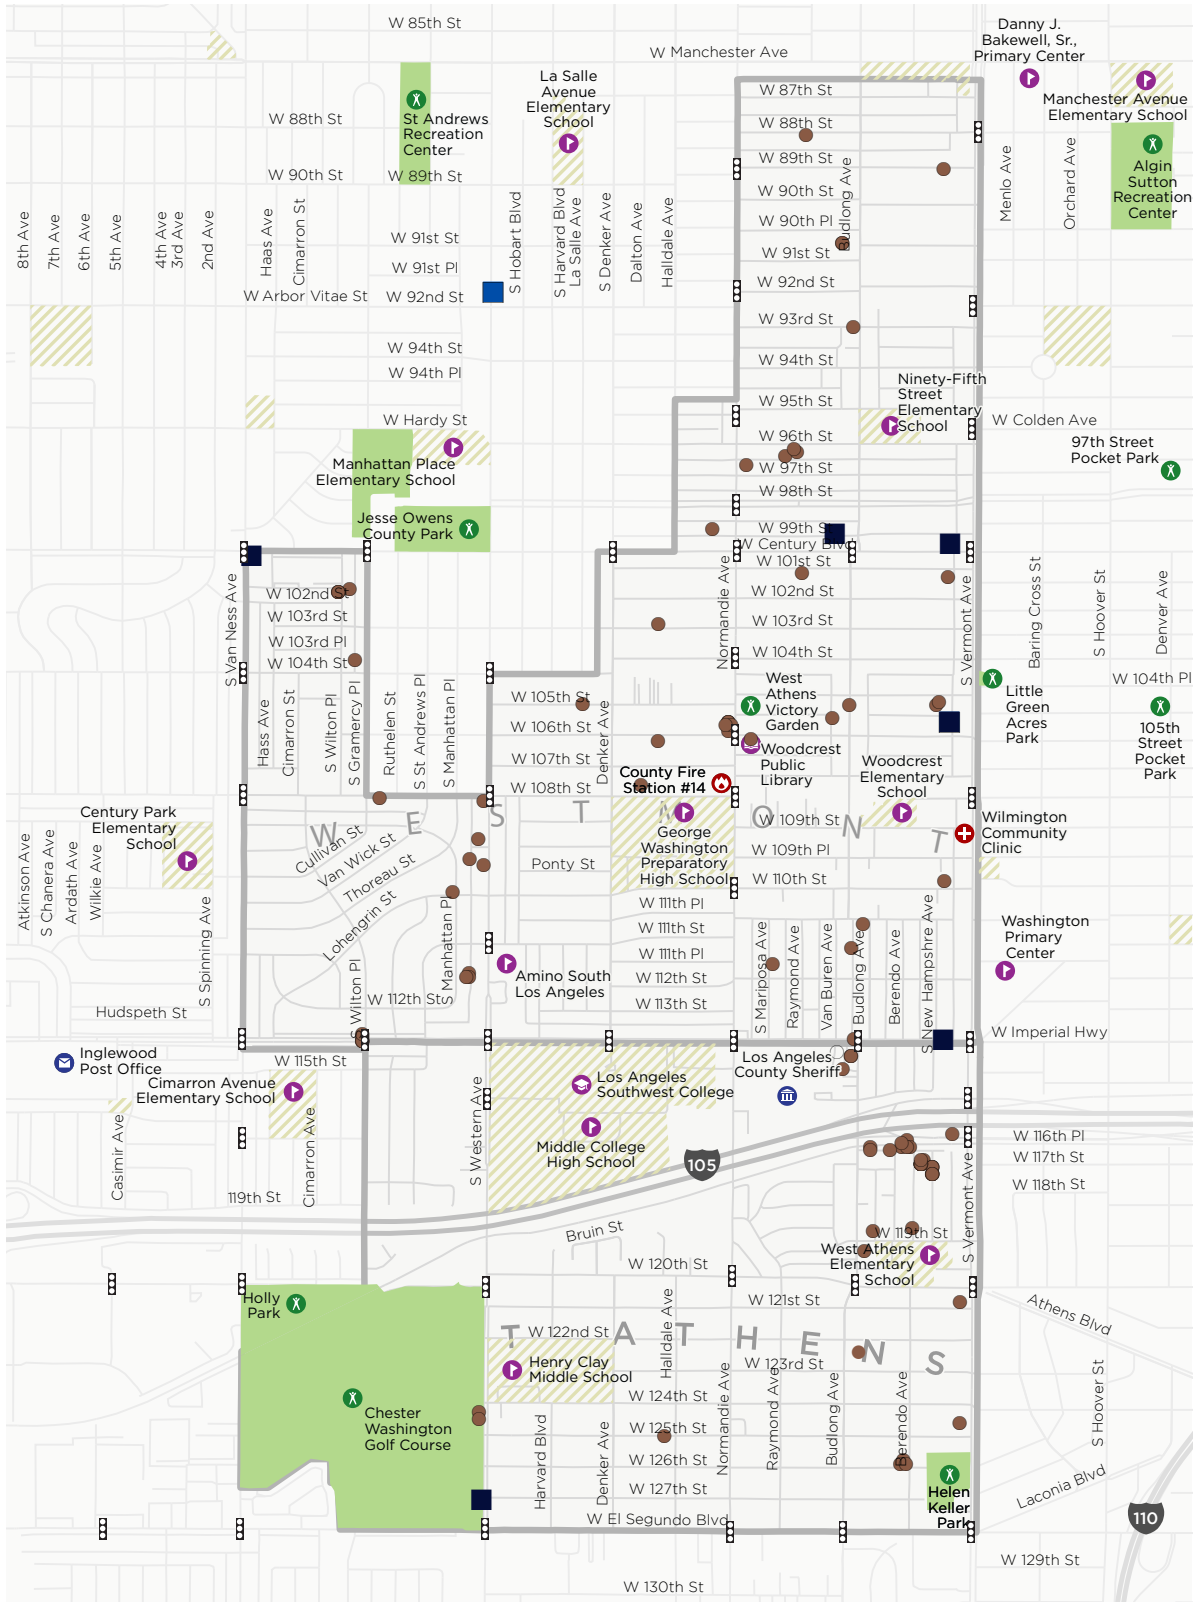 W 85th St
W Manchester Ave
Danny J.
Bakewell, Sr.,
Primary Center
W 87th St
La Salle
Avenue
Elementary
School
Manchester Avenue
Elementary School
St Andrews
Recreation
Center
W 88th St
W 88th St
W 89th St
W 90th St
W 89th St
W 90th St
W 90th Pl
W 91st St
W 92nd St
W 93rd St
W 94th St
W 95th St
W 96th St
W 97th St
W 98th St
W 99th St
W Century Blvd
Budlong Ave
Menlo Ave
Orchard Ave
Algin
Sutton
Recreation
Center
8th Ave
7th Ave
6th Ave
5th Ave
4th Ave
3rd Ave
2nd Ave
Haas Ave
Cimarron St
W 91st St
W 91st Pl
W Arbor Vitae St
W 92nd St
S Hobart Blvd
S Harvard Blvd
La Salle Ave
S Denker Ave
Dalton Ave
Halldale Ave
W 94th St
W 94th Pl
W Hardy St
Manhattan Place
Elementary School
Jesse Owens
County Park
Ninety-Fifth
Street
Elementary
School
W Colden Ave
97th Street
Pocket Park
W 101st St
W 102nd St
W 103rd St
W 104th St
Normandie Ave
S Vermont Ave
Baring Cross St
S Hoover St
Denver Ave
W 104th Pl
S Van Ness Ave
W 102nd St
W 103rd St
W 103rd Pl
W 104th St
Hass Ave
Cimarron St
S Wilton Pl
S Gramercy Pl
Ruthelen St
S St Andrews Pl
S Manhattan Pl
W 105th St
W 106th St
W 107th St
W 108th St
Denker Ave
West
Athens
Victory
Garden
Woodcrest
Public
Library
Little
Green
Acres
Park
105th
Street
Pocket
Park
County Fire
Station #14
Woodcrest
Elementary
School
Wilmington
Community
Clinic
WESTMONT
Century Park
Elementary
School
Cullivan St
Van Wick St
Thoreau St
Lohengrin St
Ponty St
George
Washington
Preparatory
High School
W 109th St
W 109th Pl
W 110th St
W 111th Pl
W 111th St
W 111th Pl
W 112th St
W 113th St
Atkinson Ave
S Chanera Ave
Ardath Ave
Wilkie Ave
S Spinning Ave
S Wilton Pl
S Manhattan Pl
W 112th St
Amino South
Los Angeles
S Mariposa Ave
Raymond Ave
Van Buren Ave
Budlong Ave
Berendo Ave
S New Hampshre Ave
Washington
Primary
Center
Hudspeth St
W Imperial Hwy
Inglewood
Post Office
W 115th St
Cimarron Avenue
Elementary School
Los Angeles
Southwest College
Los Angeles
County Sheriff
Middle College
High School
Casimir Ave
Cimarron Ave
S Western Ave
119th St
105
W 116th Pl
W 117th St
W 118th St
S Vermont Ave
Bruin St
W 119th St
West Athens
Elementary
School
W 120th St
W 121st St
Holly
Park
Athens Blvd
W 122nd St
T ATHENS
Halldale Ave
W 123rd St
Henry Clay
Middle School
W 124th St
W 125th St
W 126th St
W 127th St
Chester
Washington
Golf Course
Harvard Blvd
Denker Ave
Normandie Ave
Raymond Ave
Budlong Ave
Berendo Ave
S Hoover St
Laconia Blvd
Helen
Keller
Park
110
W El Segundo Blvd
W 129th St
W 130th St